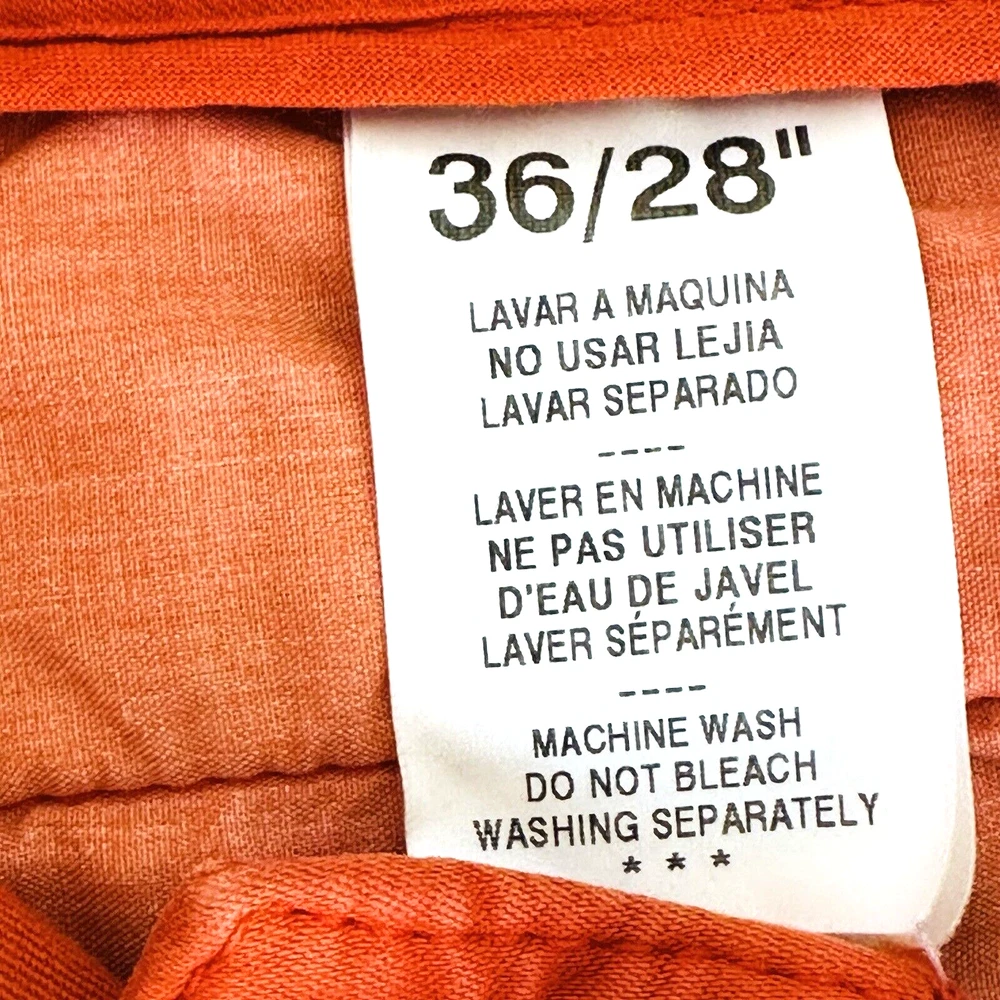 36/28"
LAVAR A MAQUINA
NO USAR LEJIA
LAVAR SEPARADO
----
LAVER EN MACHINE
NE PAS UTILISER
D'EAU DE JAVEL
LAVER SÉPARÉMENT
----
MACHINE WASH
DO NOT BLEACH
WASHING SEPARATELY
* * *